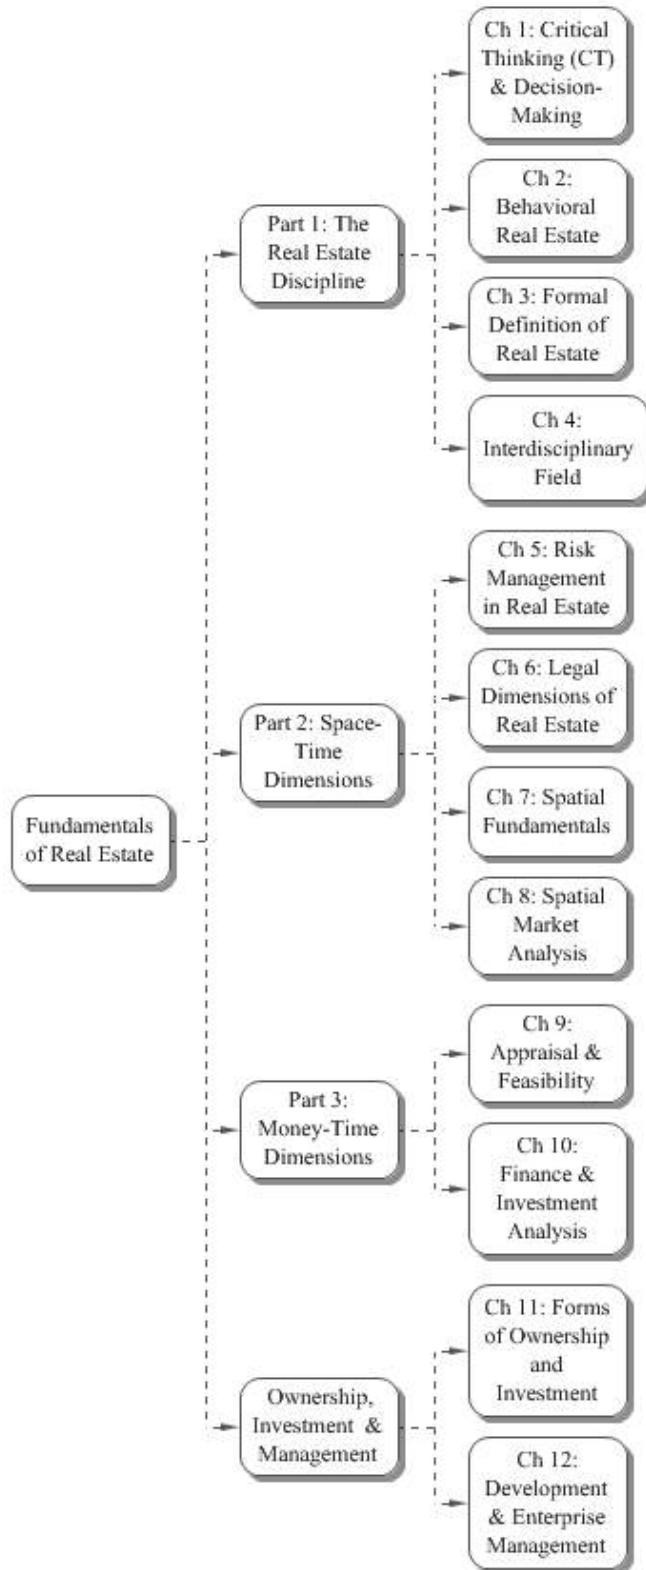 Fundamentals
of Real Estate
Part 1: The
Real Estate
Discipline
Ch 1: Critical
Thinking (CT)
& Decision-
Making
Ch 2:
Behavioral
Real Estate
Ch 3: Formal
Definition of
Real Estate
Ch 4:
Interdisciplinary
Field
Part 2: Space-
Time
Dimensions
Ch 5: Risk
Management
in Real Estate
Ch 6: Legal
Dimensions of
Real Estate
Ch 7: Spatial
Fundamentals
Ch 8: Spatial
Market
Analysis
Part 3:
Money-Time
Dimensions
Ch 9:
Appraisal &
Feasibility
Ch 10:
Finance &
Investment
Analysis
Ownership,
Investment &
Management
Ch 11: Forms
of Ownership
and
Investment
Ch 12:
Development
& Enterprise
Management